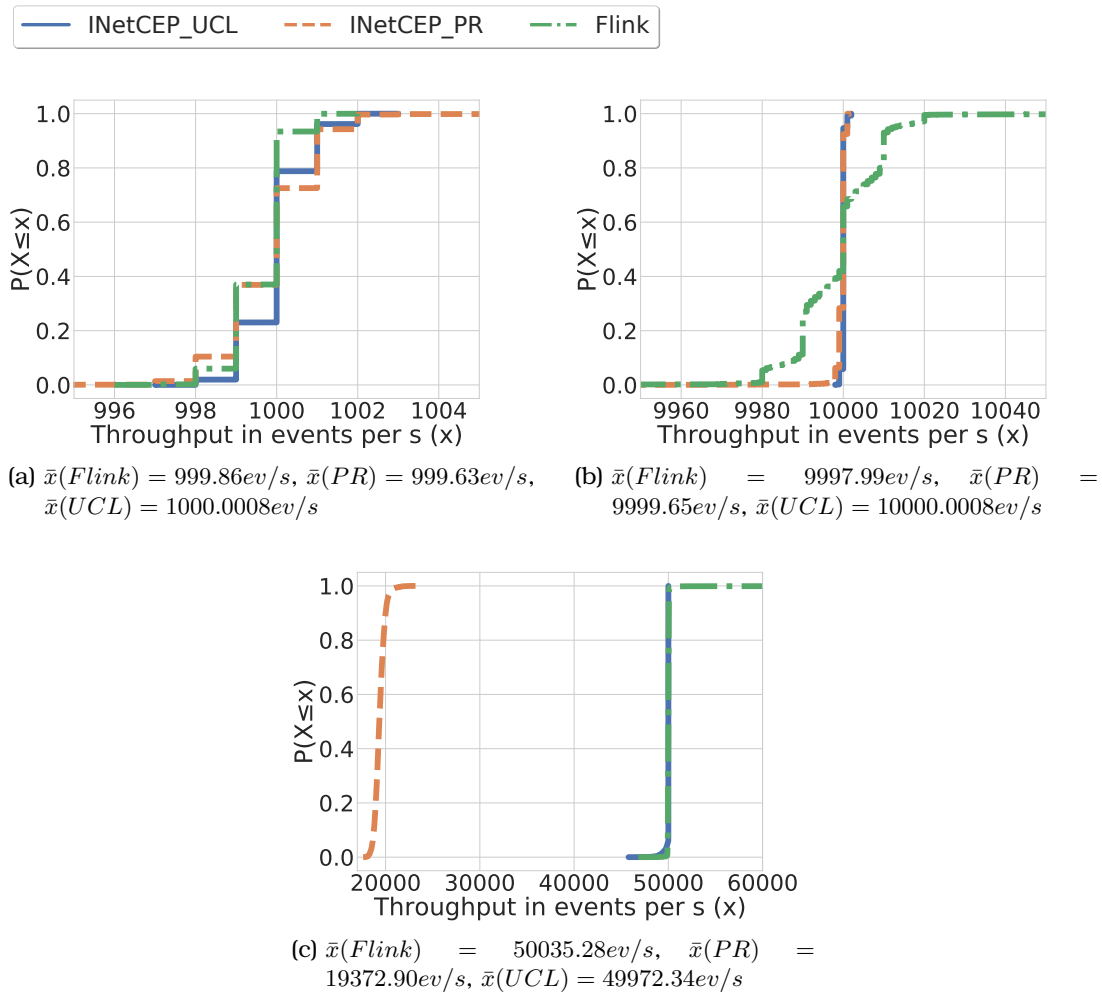 INetCEP_UCL INetCEP_PR Flink
1.0
0.8
0.6
0.4
0.2
0.0
P(X≤x)
996 998 1000 1002 1004
Throughput in events per s (x)
(a) x̄(Flink) = 999.86ev/s, x̄(PR) = 999.63ev/s,
x̄(UCL) = 1000.0008ev/s
1.0
0.8
0.6
0.4
0.2
0.0
P(X≤x)
9960 9980 10000 10020 10040
Throughput in events per s (x)
(b) x̄(Flink) = 9997.99ev/s, x̄(PR) =
9999.65ev/s, x̄(UCL) = 10000.0008ev/s
1.0
0.8
0.6
0.4
0.2
0.0
P(X≤x)
20000 30000 40000 50000 60000
Throughput in events per s (x)
(c) x̄(Flink) = 50035.28ev/s, x̄(PR) =
19372.90ev/s, x̄(UCL) = 49972.34ev/s